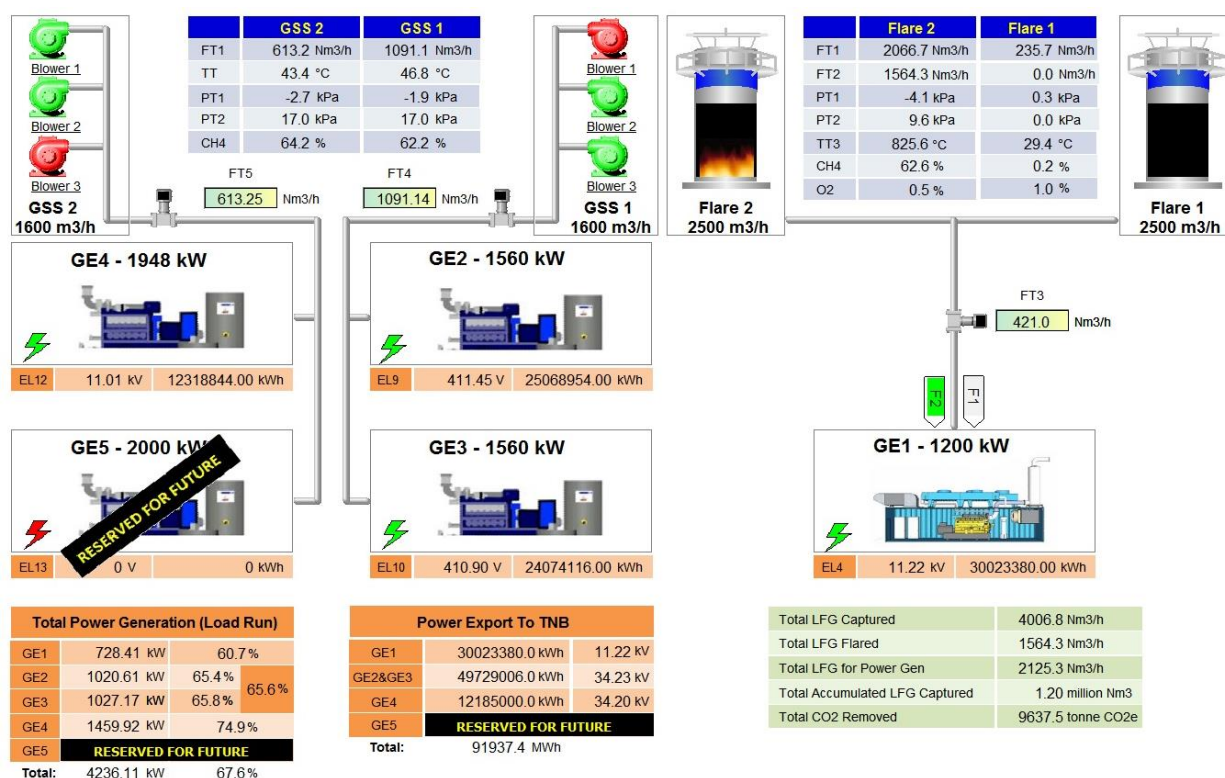 GSS 2 GSS 1
FT1 613.2 Nm3/h 1091.1 Nm3/h
TT 43.4 °C 46.8 °C
PT1 -2.7 kPa -1.9 kPa
PT2 17.0 kPa 17.0 kPa
CH4 64.2 % 62.2 %
Blower 1
Blower 2
Blower 3
GSS 2
1600 m3/h
FT5
613.25 Nm3/h
FT4
1091.14 Nm3/h
Blower 1
Blower 2
Blower 3
GSS 1
1600 m3/h
Flare 2 Flare 1
FT1 2066.7 Nm3/h 235.7 Nm3/h
FT2 1564.3 Nm3/h 0.0 Nm3/h
PT1 -4.1 kPa 0.3 kPa
PT2 9.6 kPa 0.0 kPa
TT3 825.6 °C 29.4 °C
CH4 62.6 % 0.2 %
O2 0.5 % 1.0 %
Flare 2
2500 m3/h
Flare 1
2500 m3/h
FT3
421.0 Nm3/h
F2 F1
GE4 - 1948 kW
EL12 11.01 kV 12318844.00 kWh
GE2 - 1560 kW
EL9 411.45 V 25068954.00 kWh
GE5 - 2000 kW
RESERVED FOR FUTURE
EL13 0 V 0 kWh
GE3 - 1560 kW
EL10 410.90 V 24074116.00 kWh
GE1 - 1200 kW
EL4 11.22 kV 30023380.00 kWh
Total Power Generation (Load Run)
GE1 728.41 kW 60.7 %
GE2 1020.61 kW 65.4 % 65.6 %
GE3 1027.17 kW 65.8 %
GE4 1459.92 kW 74.9 %
GE5 RESERVED FOR FUTURE
Total: 4236.11 kW 67.6 %
Power Export To TNB
GE1 30023380.0 kWh 11.22 kV
GE2&GE3 49729006.0 kWh 34.23 kV
GE4 12185000.0 kWh 34.20 kV
GE5 RESERVED FOR FUTURE
Total: 91937.4 MWh
Total LFG Captured 4006.8 Nm3/h
Total LFG Flared 1564.3 Nm3/h
Total LFG for Power Gen 2125.3 Nm3/h
Total Accumulated LFG Captured 1.20 million Nm3
Total CO2 Removed 9637.5 tonne CO2e